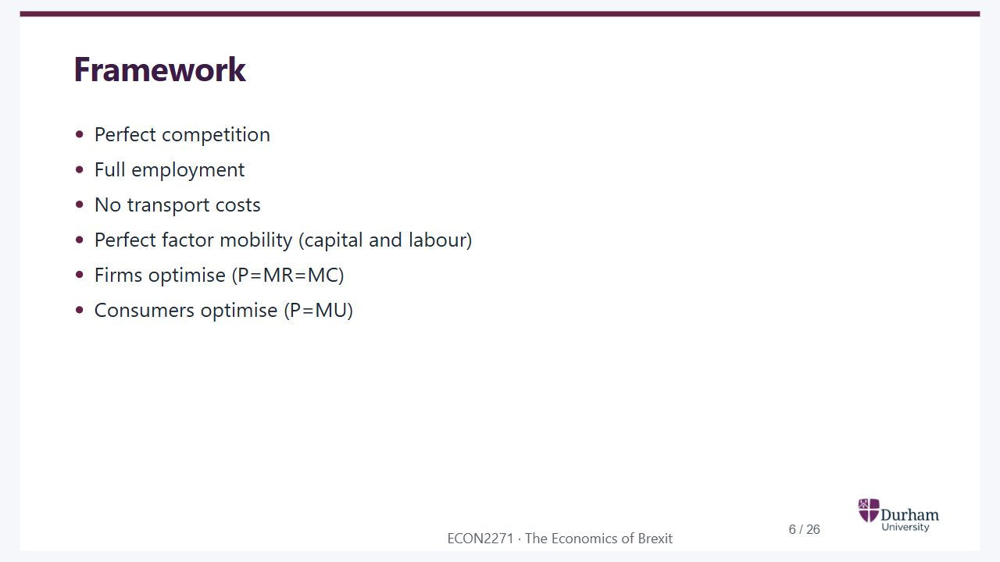 Framework
• Perfect competition
• Full employment
• No transport costs
• Perfect factor mobility (capital and labour)
• Firms optimise (P=MR=MC)
• Consumers optimise (P=MU)
ECON2271 · The Economics of Brexit
6 / 26
Durham
University